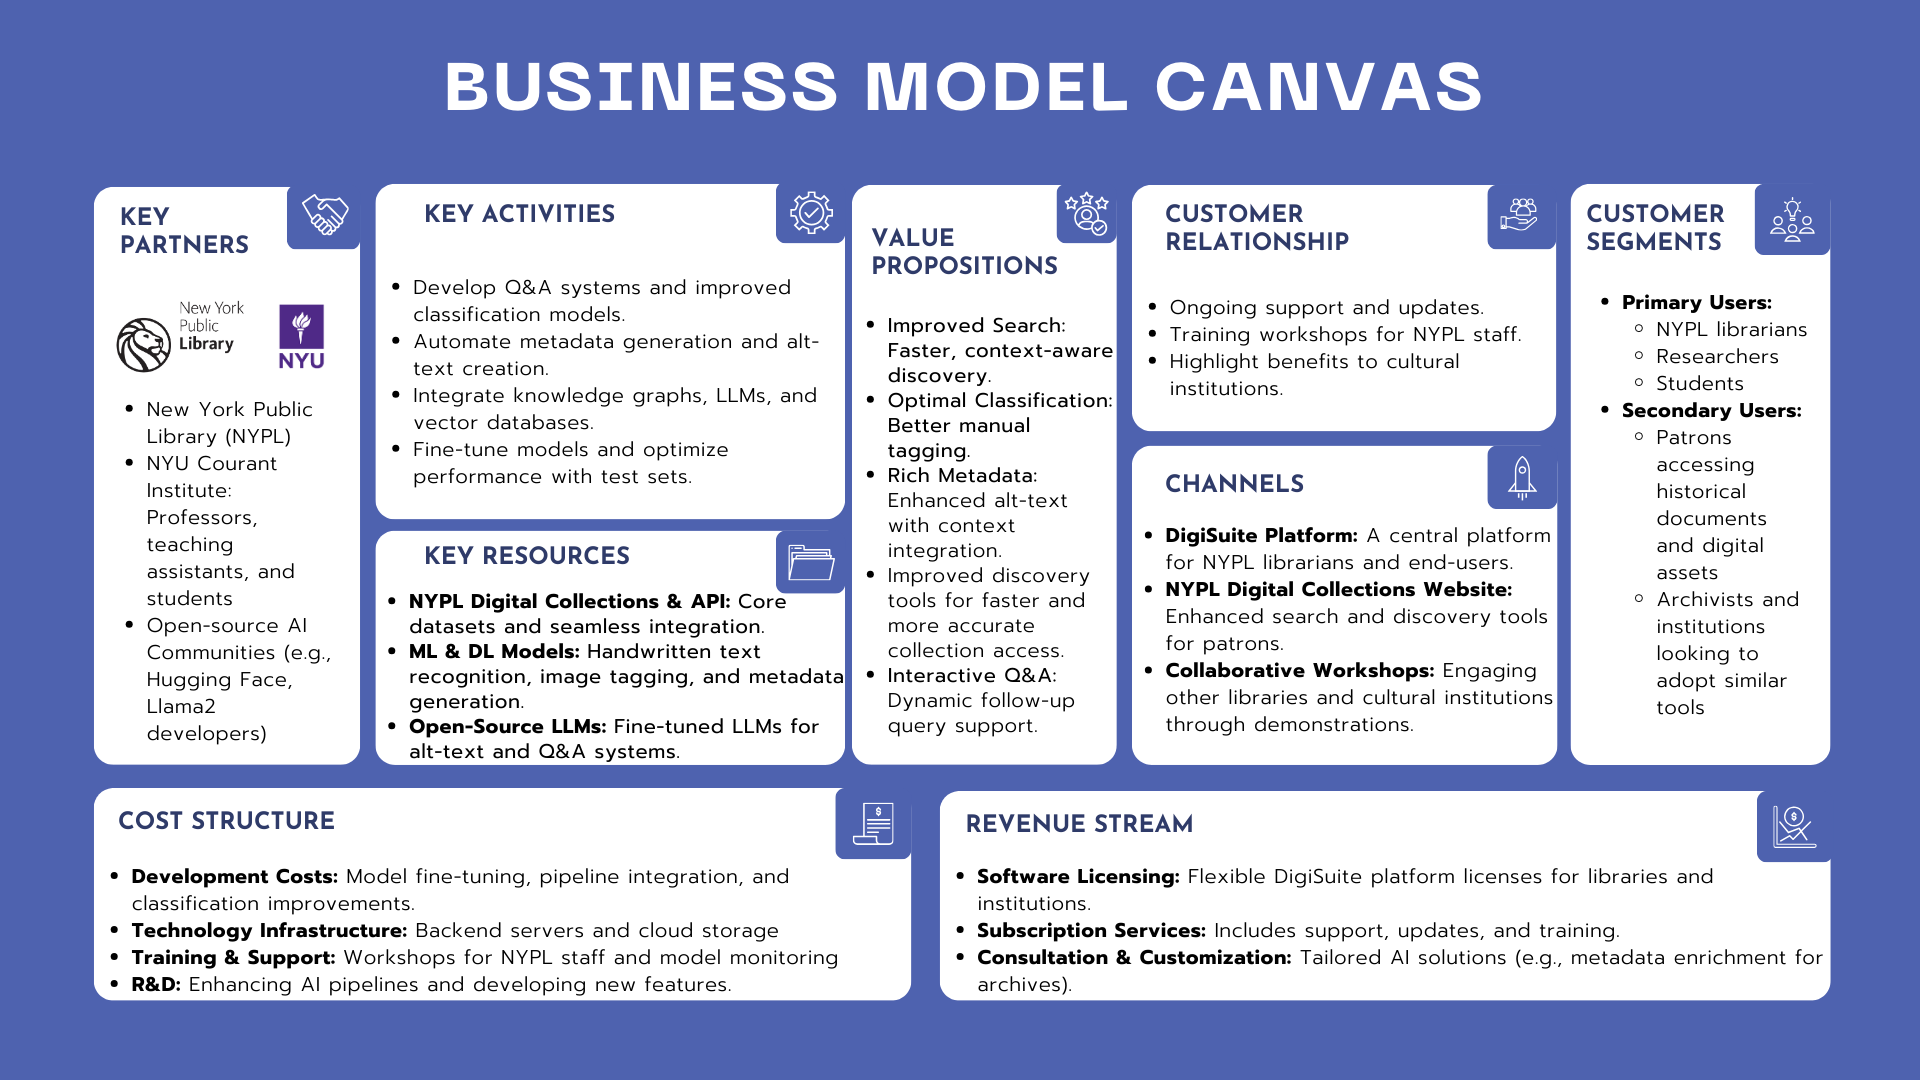 BUSINESS MODEL CANVAS
KEY
PARTNERS
New York
Public
Library
NYU
• New York Public
Library (NYPL)
• NYU Courant
Institute:
Professors,
teaching
assistants, and
students
• Open-source AI
Communities (e.g.,
Hugging Face,
Llama2
developers)
KEY ACTIVITIES
• Develop Q&A systems and improved
classification models.
• Automate metadata generation and alt-
text creation.
• Integrate knowledge graphs, LLMs, and
vector databases.
• Fine-tune models and optimize
performance with test sets.
KEY RESOURCES
• NYPL Digital Collections & API: Core
datasets and seamless integration.
• ML & DL Models: Handwritten text
recognition, image tagging, and metadata
generation.
• Open-Source LLMs: Fine-tuned LLMs for
alt-text and Q&A systems.
VALUE
PROPOSITIONS
• Improved Search:
Faster, context-aware
discovery.
• Optimal Classification:
Better manual
tagging.
• Rich Metadata:
Enhanced alt-text
with context
integration.
• Improved discovery
tools for faster and
more accurate
collection access.
• Interactive Q&A:
Dynamic follow-up
query support.
CUSTOMER
RELATIONSHIP
• Ongoing support and updates.
• Training workshops for NYPL staff.
• Highlight benefits to cultural
institutions.
CHANNELS
• DigiSuite Platform: A central platform
for NYPL librarians and end-users.
• NYPL Digital Collections Website:
Enhanced search and discovery tools
for patrons.
• Collaborative Workshops: Engaging
other libraries and cultural institutions
through demonstrations.
CUSTOMER
SEGMENTS
• Primary Users:
○ NYPL librarians
○ Researchers
○ Students
• Secondary Users:
○ Patrons
accessing
historical
documents
and digital
assets
○ Archivists and
institutions
looking to
adopt similar
tools
COST STRUCTURE
$
• Development Costs: Model fine-tuning, pipeline integration, and
classification improvements.
• Technology Infrastructure: Backend servers and cloud storage
• Training & Support: Workshops for NYPL staff and model monitoring
• R&D: Enhancing AI pipelines and developing new features.
REVENUE STREAM
$
• Software Licensing: Flexible DigiSuite platform licenses for libraries and
institutions.
• Subscription Services: Includes support, updates, and training.
• Consultation & Customization: Tailored AI solutions (e.g., metadata enrichment for
archives).